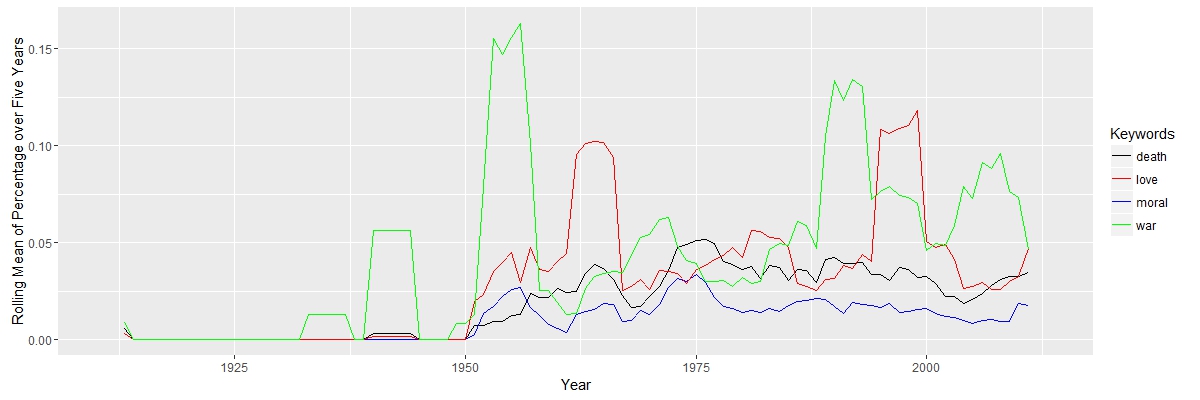 Rolling Mean of Percentage over Five Years
0.15
0.10
0.05
0.00
1925
1950
1975
2000
Year
Keywords
death
love
moral
war